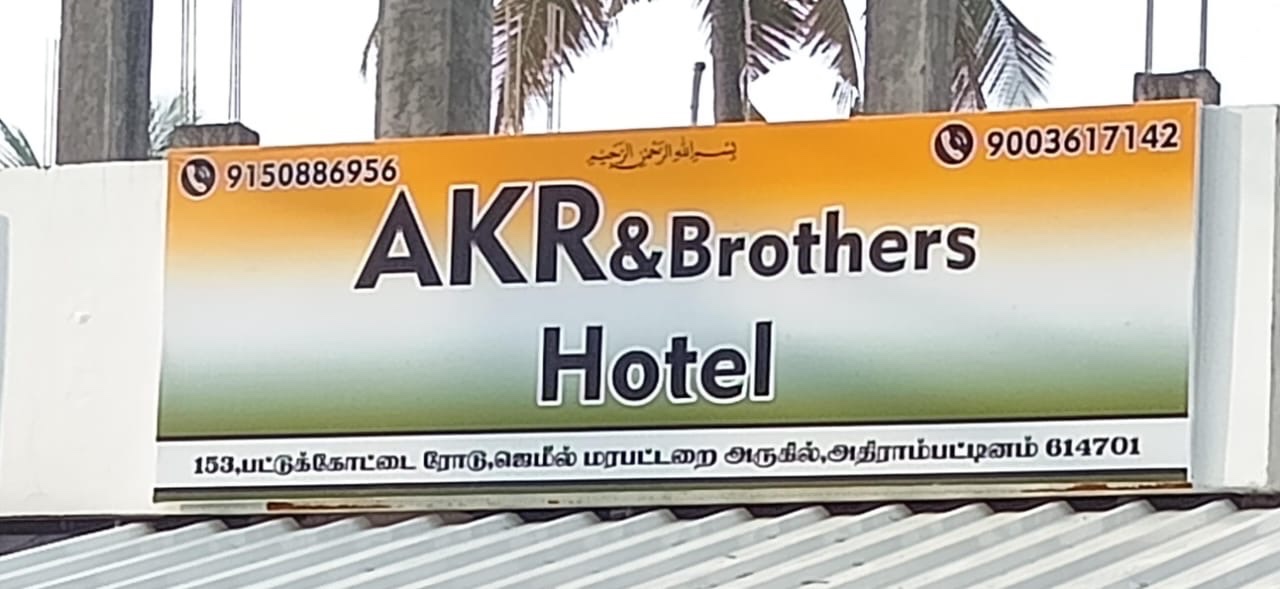 9150886956
بسم الله الرحمن الرحيم
9003617142
AKR&Brothers
Hotel
153,பட்டுக்கோட்டை ரோடு,ஜெமீல் மரபட்டறை அருகில்,அதிராம்பட்டினம் 614701